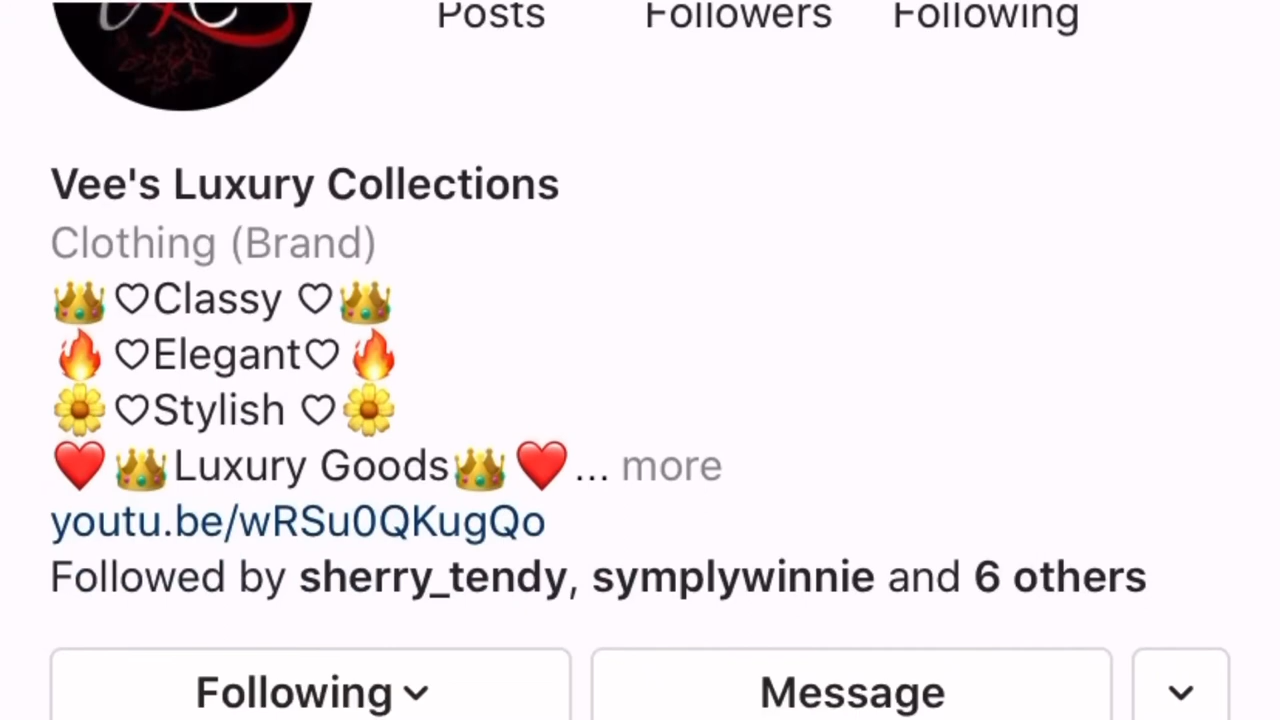 Posts Followers Following
Vee's Luxury Collections
Clothing (Brand)
👑♡Classy ♡👑
🔥♡Elegant♡🔥
🌼♡Stylish ♡🌼
❤️👑Luxury Goods👑❤️... more
youtu.be/wRSu0QKugQo
Followed by sherry_tendy, symplywinnie and 6 others
Following Message